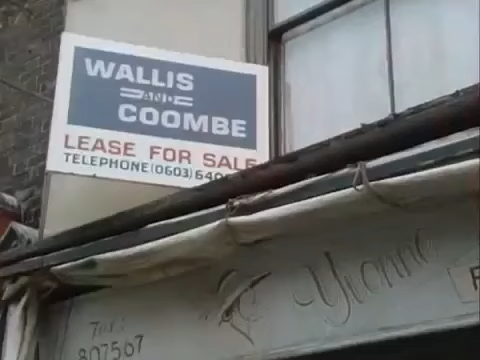 WALLIS
AND
COOMBE
LEASE FOR SALE
TELEPHONE (0603) 640
Yvonne
807567